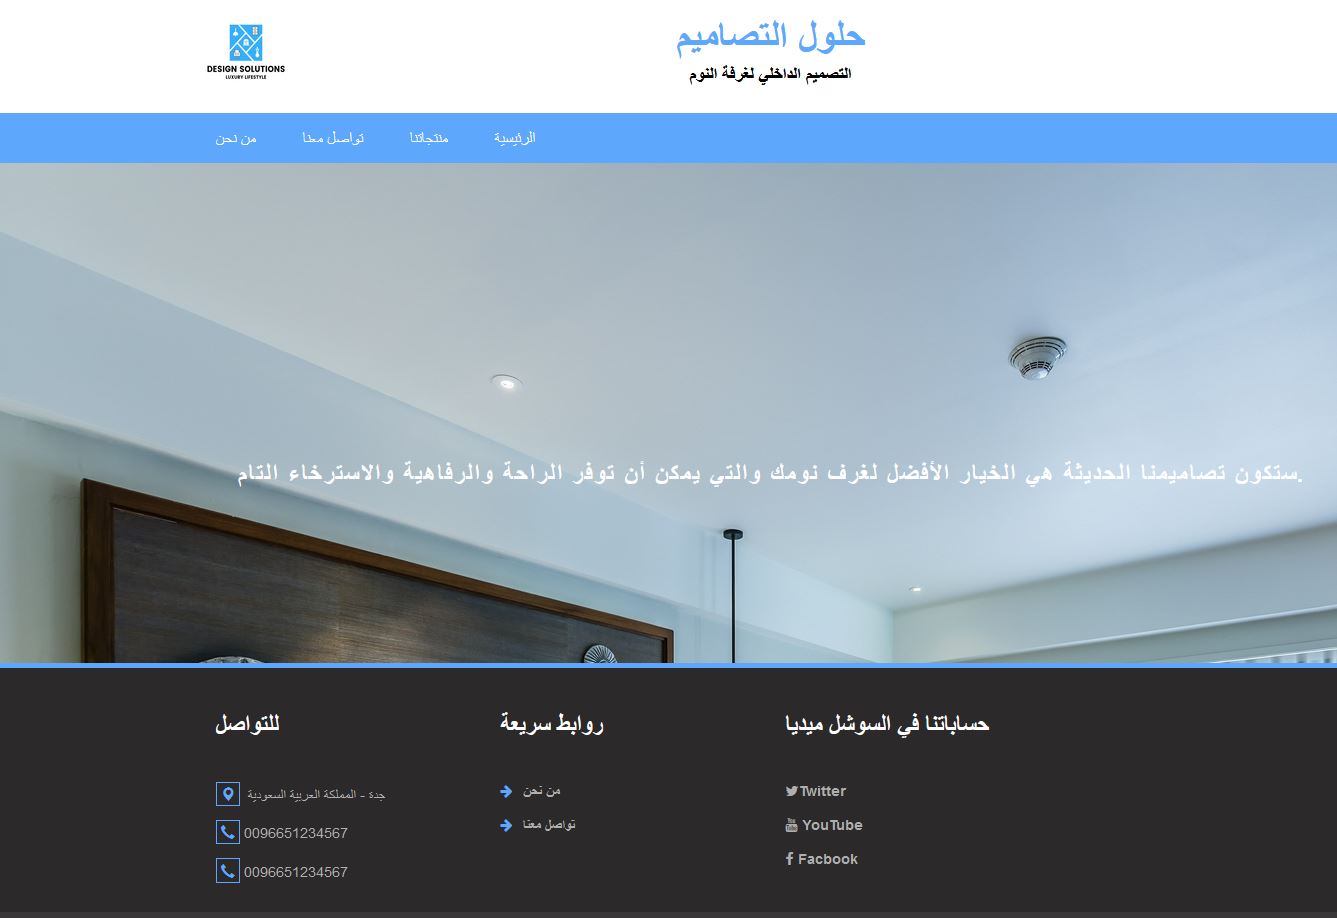 DESIGN SOLUTIONS
LUXURY LIFESTYLE
حلول التصاميم
التصميم الداخلي لغرفة النوم
الرئيسية
منتجاتنا
تواصل معنا
من نحن
ستكون تصاميمنا الحديثة هي الخيار الأفضل لغرف نومك والتي يمكن أن توفر الراحة والرفاهية والاسترخاء التام.
للتواصل
جدة - المملكة العربية السعودية
0096651234567
0096651234567
روابط سريعة
من نحن
تواصل معنا
حساباتنا في السوشل ميديا
Twitter
YouTube
Facbook